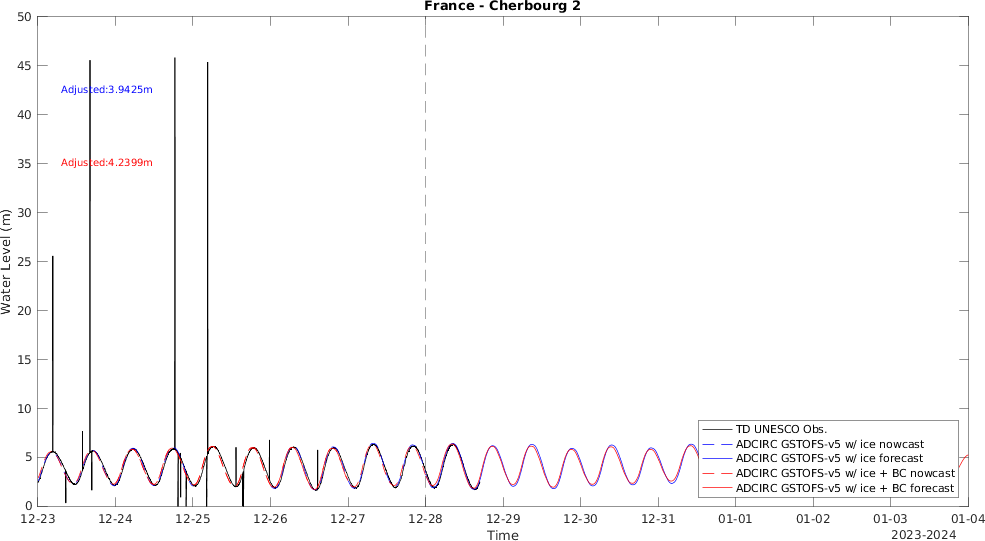 France - Cherbourg 2
50
45
40
35
30
25
20
15
10
5
0
Water Level (m)
Adjusted:3.9425m
Adjusted:4.2399m
TD UNESCO Obs.
ADCIRC GSTOFS-v5 w/ ice nowcast
ADCIRC GSTOFS-v5 w/ ice forecast
ADCIRC GSTOFS-v5 w/ ice + BC nowcast
ADCIRC GSTOFS-v5 w/ ice + BC forecast
12-23 12-24 12-25 12-26 12-27 12-28 12-29 12-30 12-31 01-01 01-02 01-03 01-04
Time
2023-2024